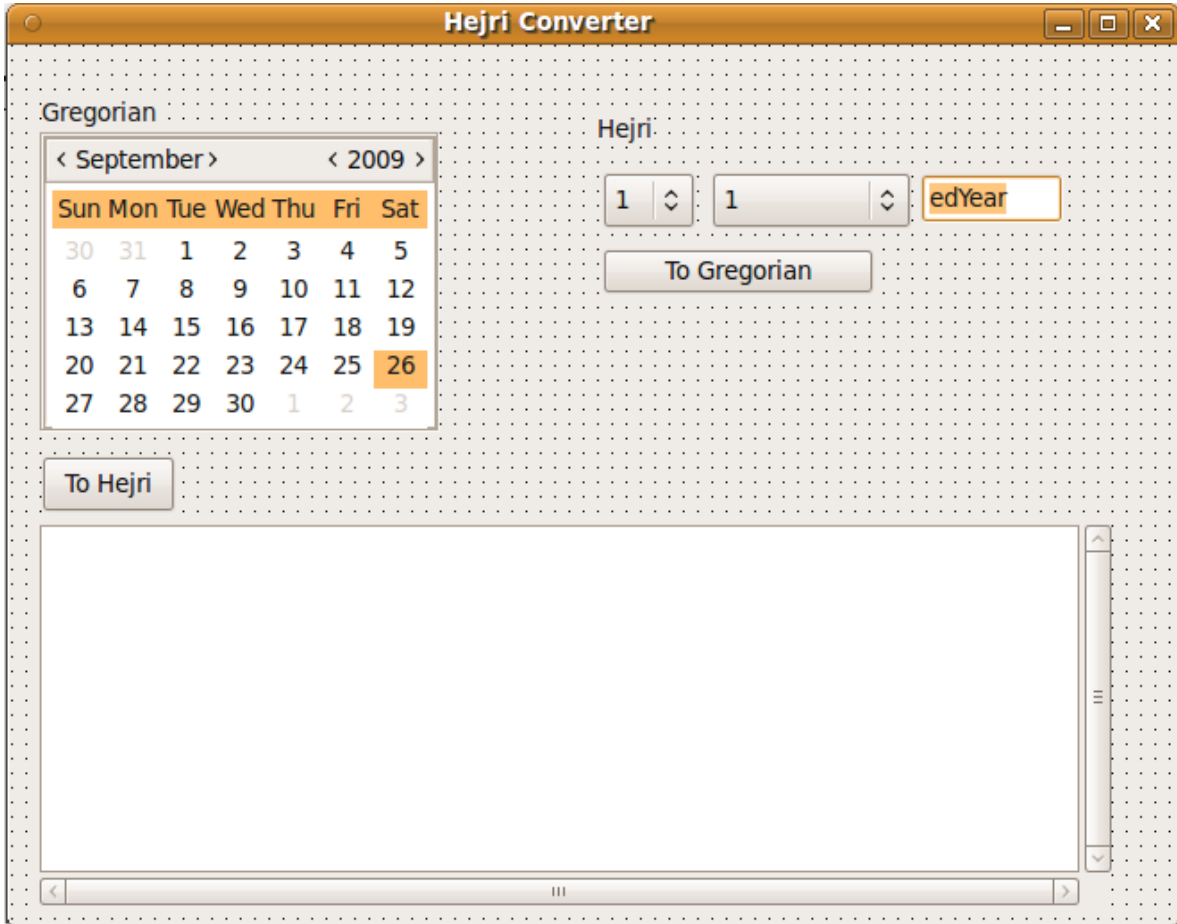 Hejri Converter
Gregorian
< September > < 2009 >
Sun Mon Tue Wed Thu Fri Sat
30 31 1 2 3 4 5
6 7 8 9 10 11 12
13 14 15 16 17 18 19
20 21 22 23 24 25 26
27 28 29 30 1 2 3
To Hejri
Hejri
1 1 edYear
To Gregorian